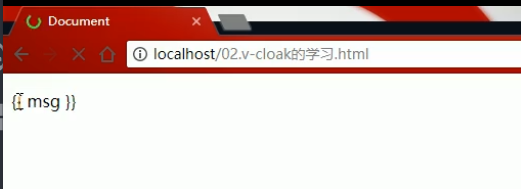 Document
localhost/02.v-cloak的学习.html
{{ msg }}